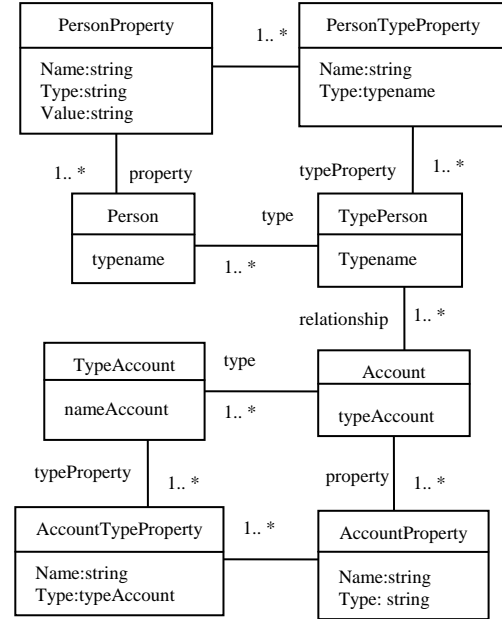 PersonProperty
Name:string
Type:string
Value:string
1.. *
PersonTypeProperty
Name:string
Type:typename
1.. *
property
typeProperty
1.. *
Person
typename
type
1.. *
TypePerson
Typename
relationship
1.. *
TypeAccount
nameAccount
type
1.. *
Account
typeAccount
typeProperty
1.. *
property
1.. *
AccountTypeProperty
Name:string
Type:typeAccount
1.. *
AccountProperty
Name:string
Type: string